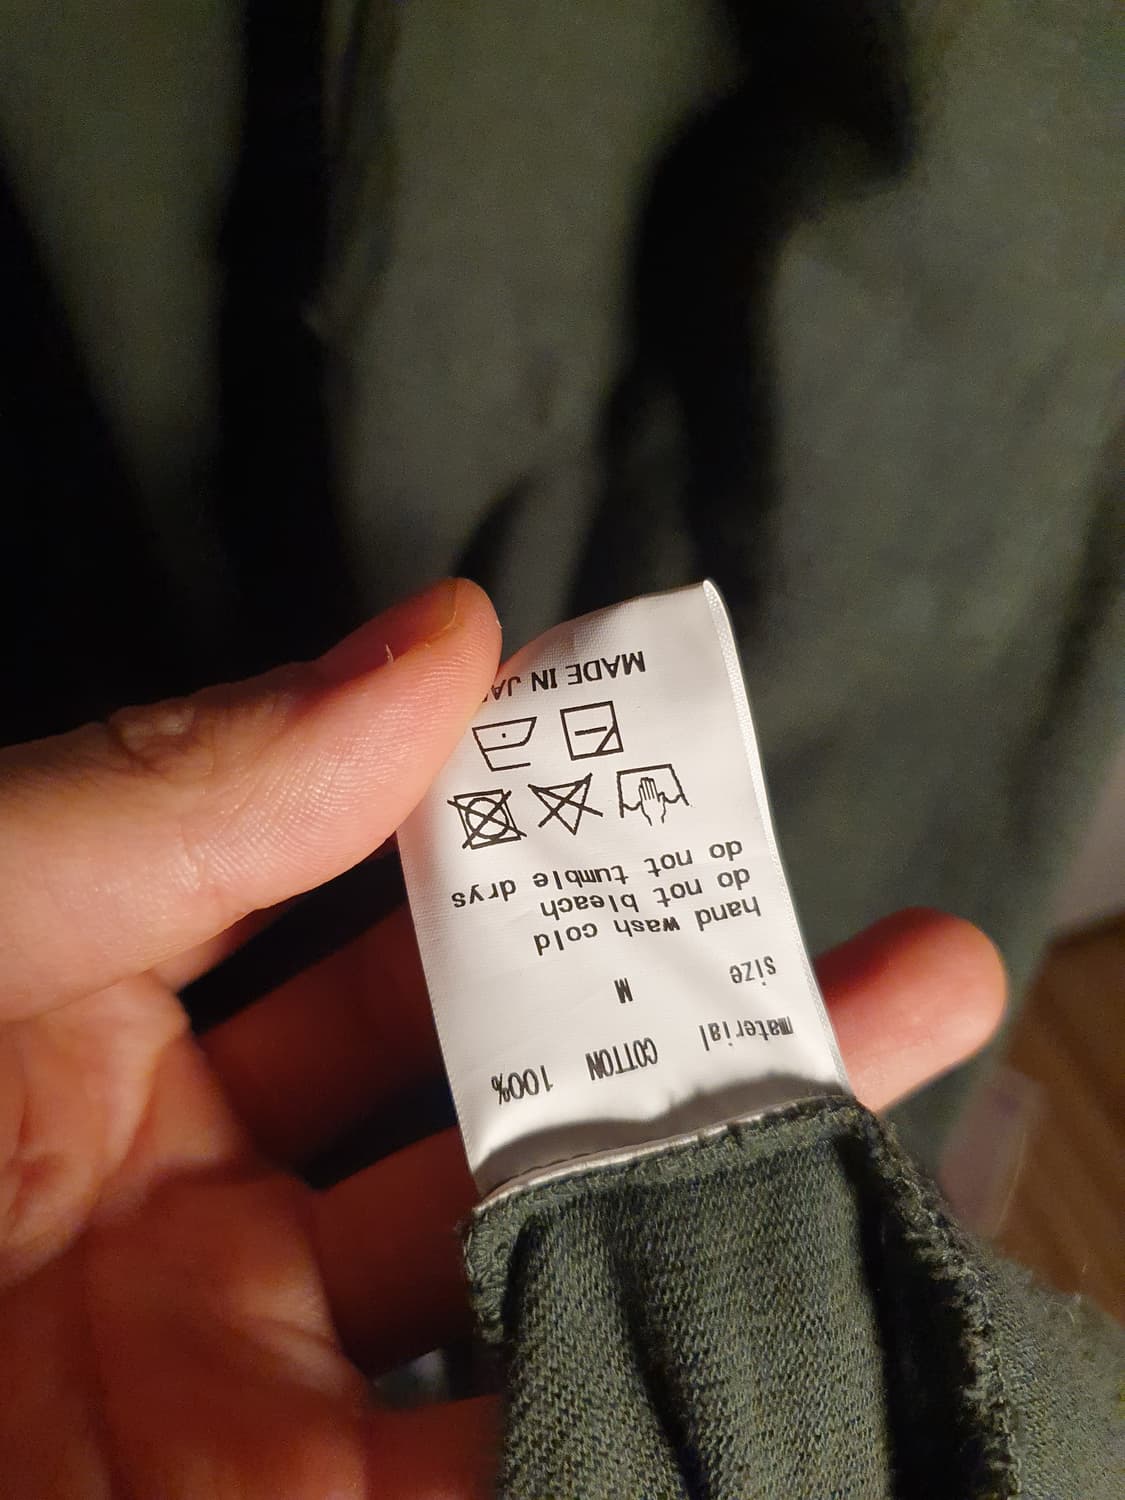 material COTTON 100%
size M
hand wash cold
do not bleach
do not tumble drys
MADE IN